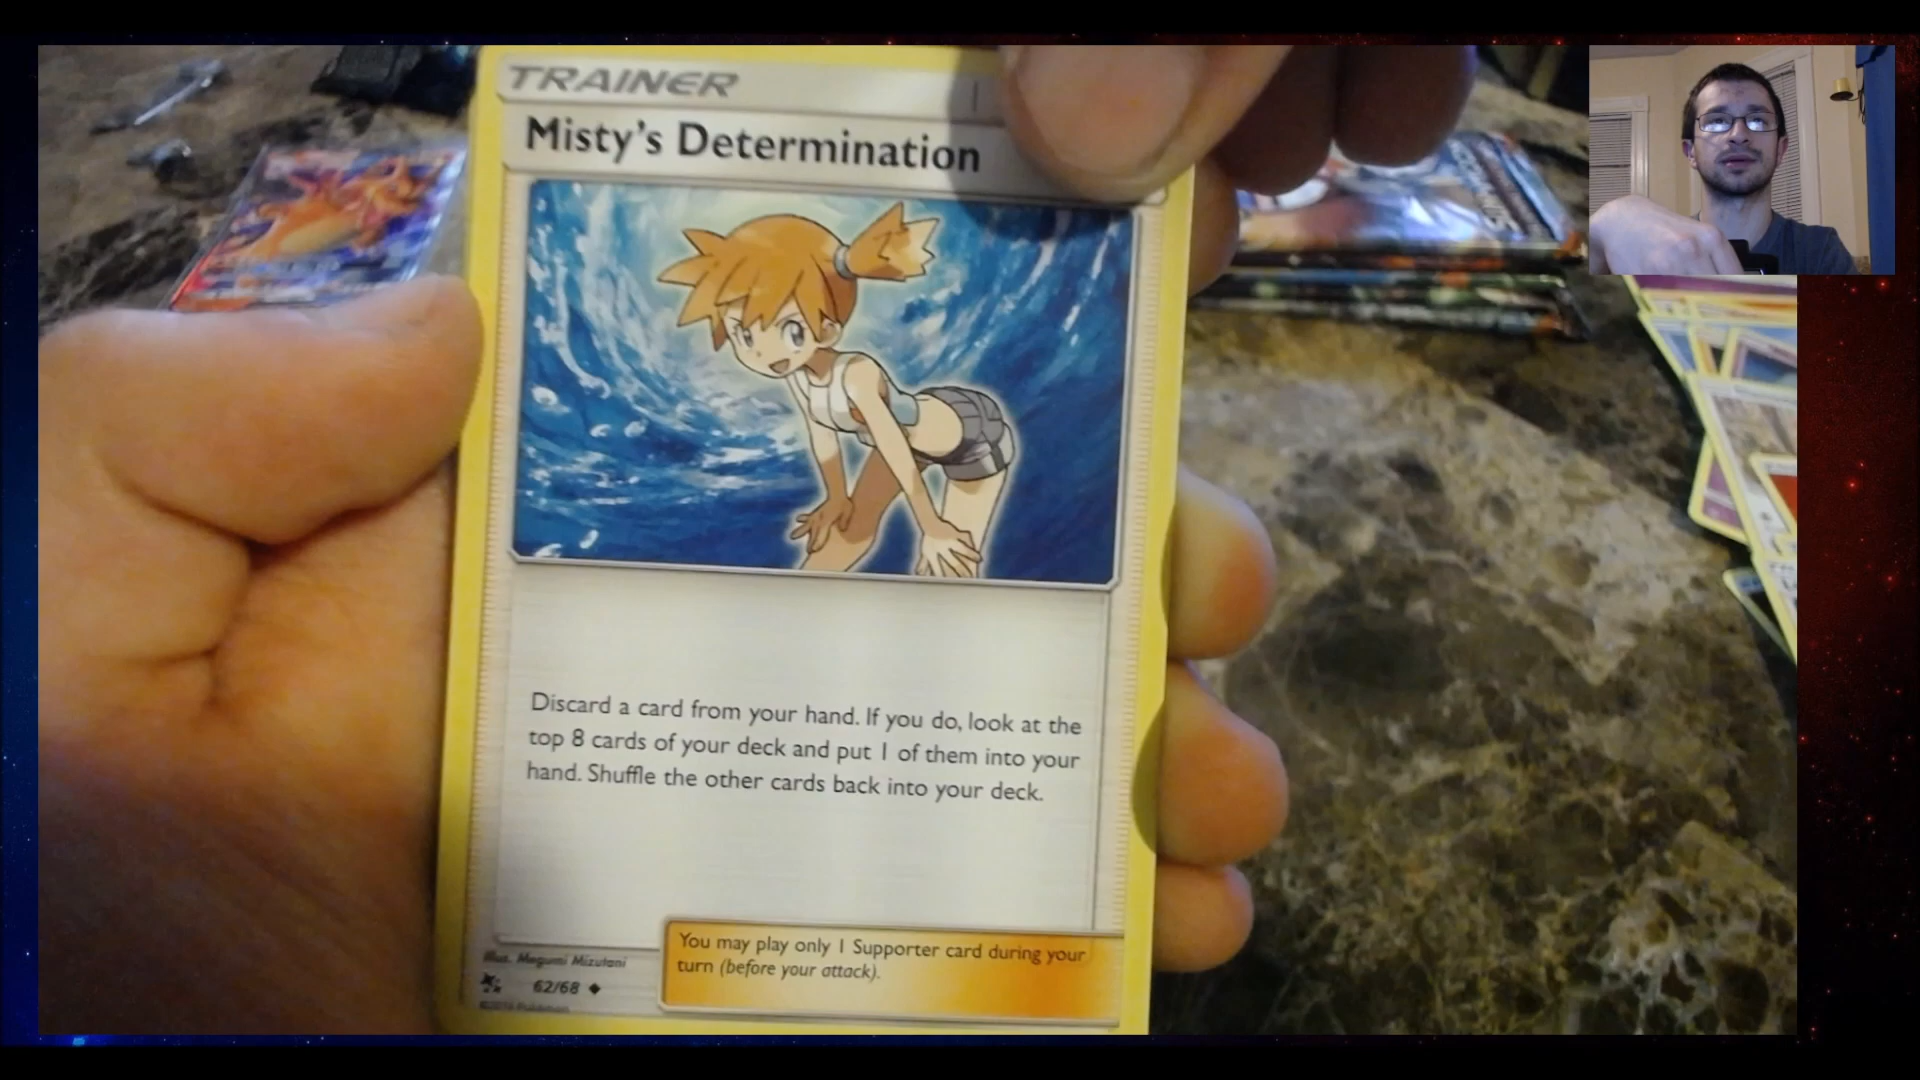 TRAINER
Misty's Determination
Discard a card from your hand. If you do, look at the
top 8 cards of your deck and put 1 of them into your
hand. Shuffle the other cards back into your deck.
You may play only 1 Supporter card during your
turn (before your attack).
Illus. Megumi Mizutani
62/68